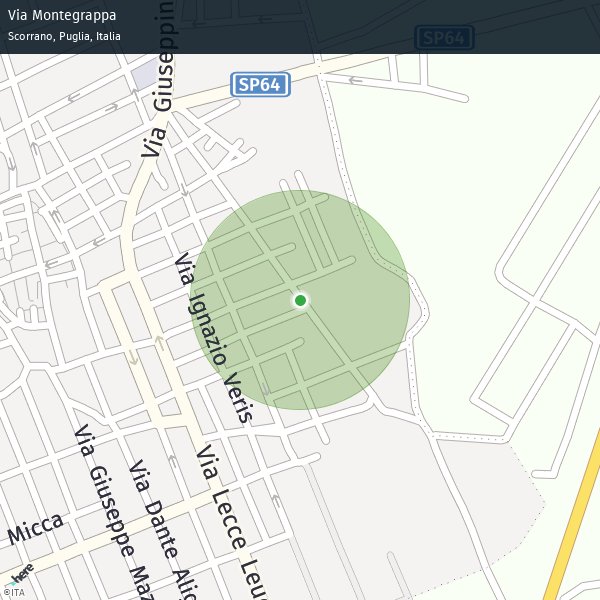 Via Montegrappa
Scorrano, Puglia, Italia
SP64
SP64
Via Giuseppin
Via Ignazio Veris
Via Giuseppe Maz
Via Dante Alig
Via Lecce Leu
Micca
here
©ITA